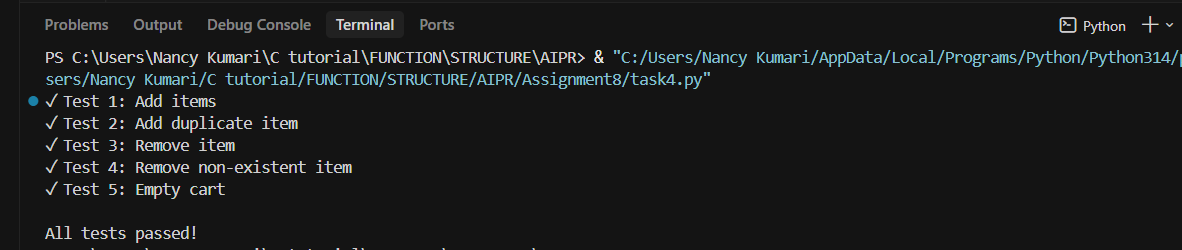 Problems Output Debug Console Terminal Ports Python
PS C:\Users\Nancy Kumari\C tutorial\FUNCTION\STRUCTURE\AIPR> & "C:/Users/Nancy Kumari/AppData/Local/Programs/Python/Python314/p
sers/Nancy Kumari/C tutorial/FUNCTION/STRUCTURE/AIPR/Assignment8/task4.py"
✓ Test 1: Add items
✓ Test 2: Add duplicate item
✓ Test 3: Remove item
✓ Test 4: Remove non-existent item
✓ Test 5: Empty cart
All tests passed!